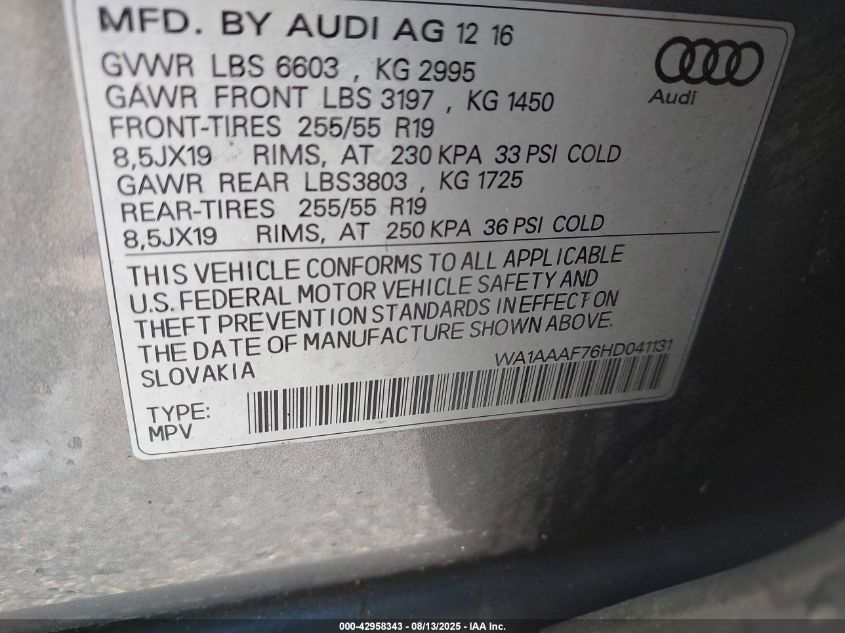 MFD. BY AUDI AG 12 16
GVWR LBS 6603 , KG 2995
GAWR FRONT LBS 3197 , KG 1450
FRONT-TIRES 255/55 R19
8,5JX19 RIMS, AT 230 KPA 33 PSI COLD
GAWR REAR LBS3803 , KG 1725
REAR-TIRES 255/55 R19
8,5JX19 RIMS, AT 250 KPA 36 PSI COLD
Audi
THIS VEHICLE CONFORMS TO ALL APPLICABLE
U.S. FEDERAL MOTOR VEHICLE SAFETY AND
THEFT PREVENTION STANDARDS IN EFFECT ON
THE DATE OF MANUFACTURE SHOWN ABOVE.
SLOVAKIA
WA1AAAF76HD041131
TYPE:
MPV
000-42958343 - 08/13/2025 - IAA Inc.